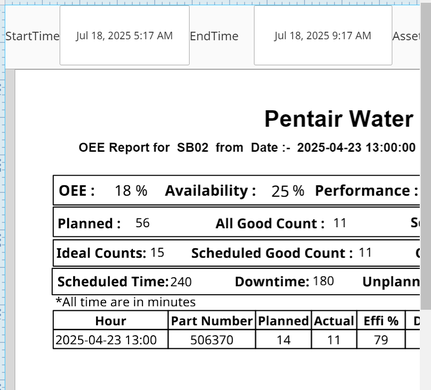 StartTime Jul 18, 2025 5:17 AM EndTime Jul 18, 2025 9:17 AM Asset
Pentair Water
OEE Report for SB02 from Date :- 2025-04-23 13:00:00
OEE : 18 % Availability : 25 % Performance :
Planned : 56 All Good Count : 11
Ideal Counts: 15 Scheduled Good Count : 11
Scheduled Time: 240 Downtime: 180 Unplann
*All time are in minutes
Hour Part Number Planned Actual Effi %
2025-04-23 13:00 506370 14 11 79